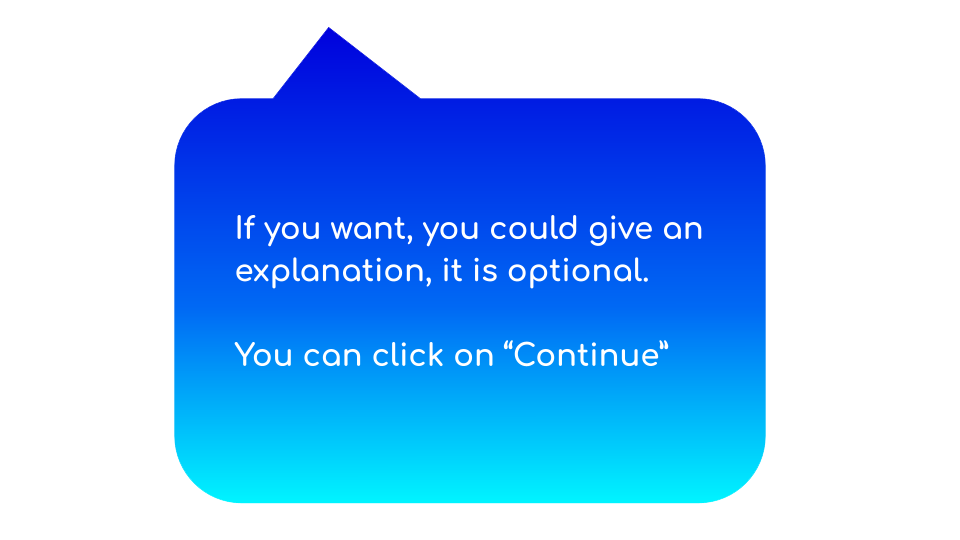 If you want, you could give an
explanation, it is optional.
You can click on “Continue”